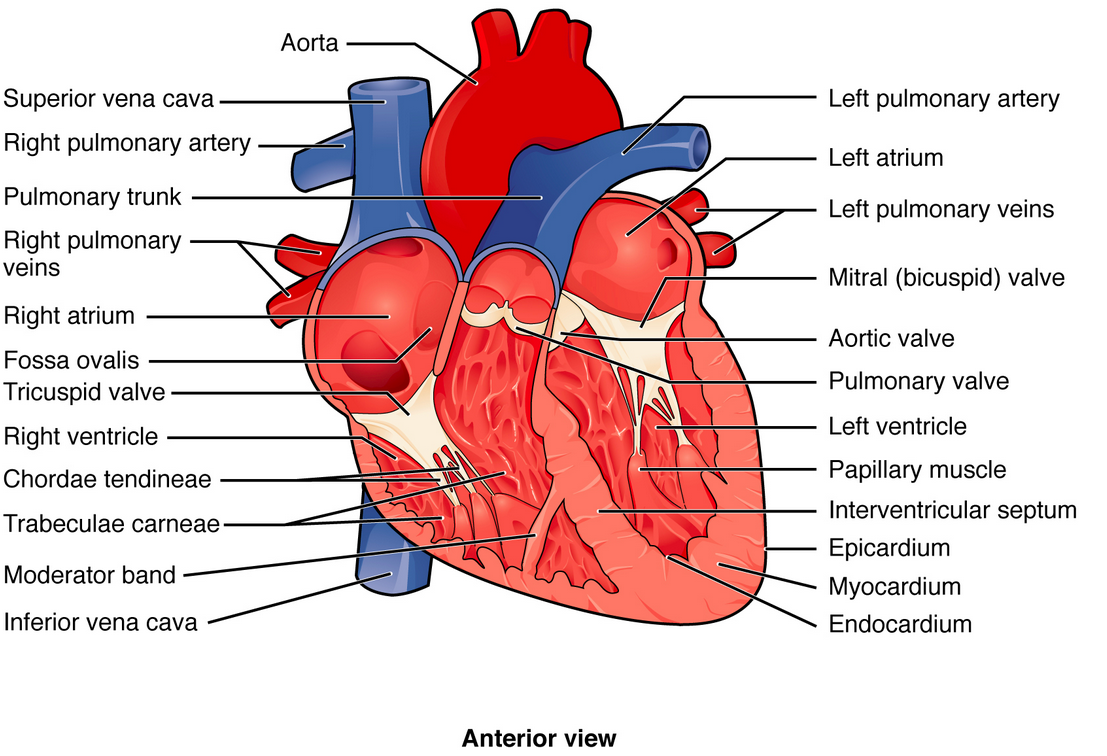 Aorta
Superior vena cava
Right pulmonary artery
Pulmonary trunk
Right pulmonary
veins
Right atrium
Fossa ovalis
Tricuspid valve
Right ventricle
Chordae tendineae
Trabeculae carneae
Moderator band
Inferior vena cava
Left pulmonary artery
Left atrium
Left pulmonary veins
Mitral (bicuspid) valve
Aortic valve
Pulmonary valve
Left ventricle
Papillary muscle
Interventricular septum
Epicardium
Myocardium
Endocardium
Anterior view